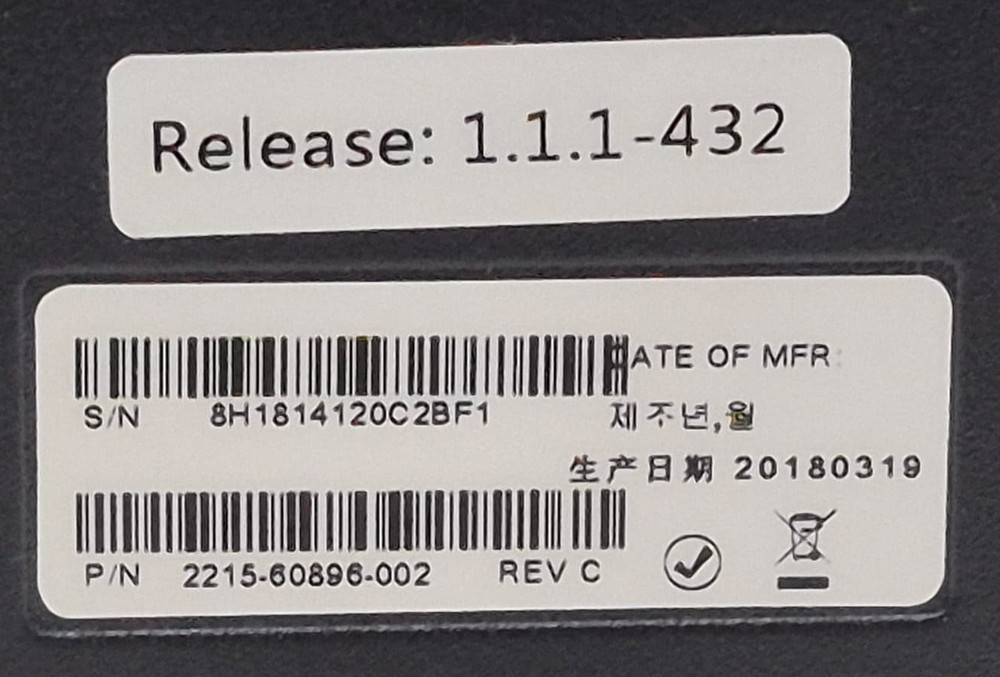 Release: 1.1.1-432
ATE OF MFR:
S/N 8H1814120C2BF1
제조년,월
生产日期 20180319
P/N 2215-60896-002 REV C